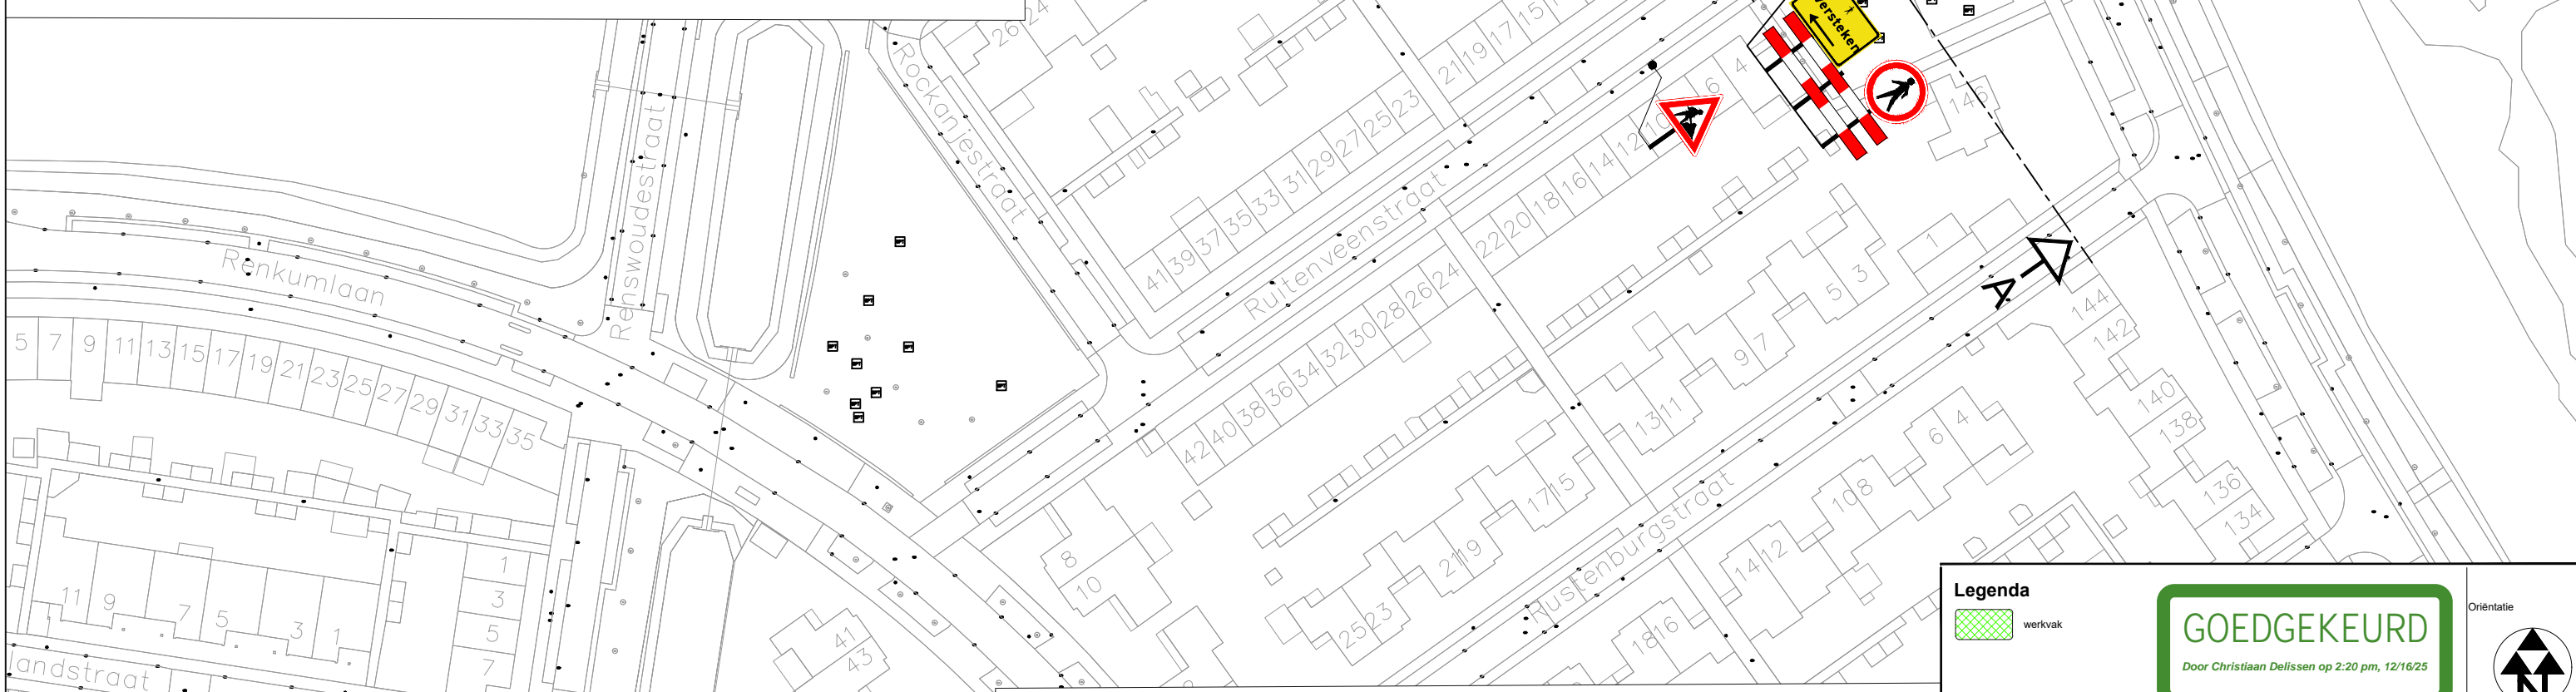 26 24
Rockanjestraat
Renswoudestraat
Renkumlaan
Ruitenveenstraat
Rustenburgstraat
landstraat
5 7 9 11 13 15 17 19 21 23 25 27 29 31 33 35
11 9 7 5 3 1
1
3
5
7
41
43
8
10
21 19 17 15
41 39 37 35 33 31 29 27 25 23
42 40 38 36 34 32 30 28 26 24
22 20 18 16 14 12 10 6 4
25 23 21 19 17 15 13 11 9 7 5 3 1
18 16 14 12 10 8 6 4
146
144
142
140
138
136
134
oversteken
A
Legenda
werkvak
GOEDGEKEURD
Door Christiaan Delissen op 2:20 pm, 12/16/25
Oriëntatie
N